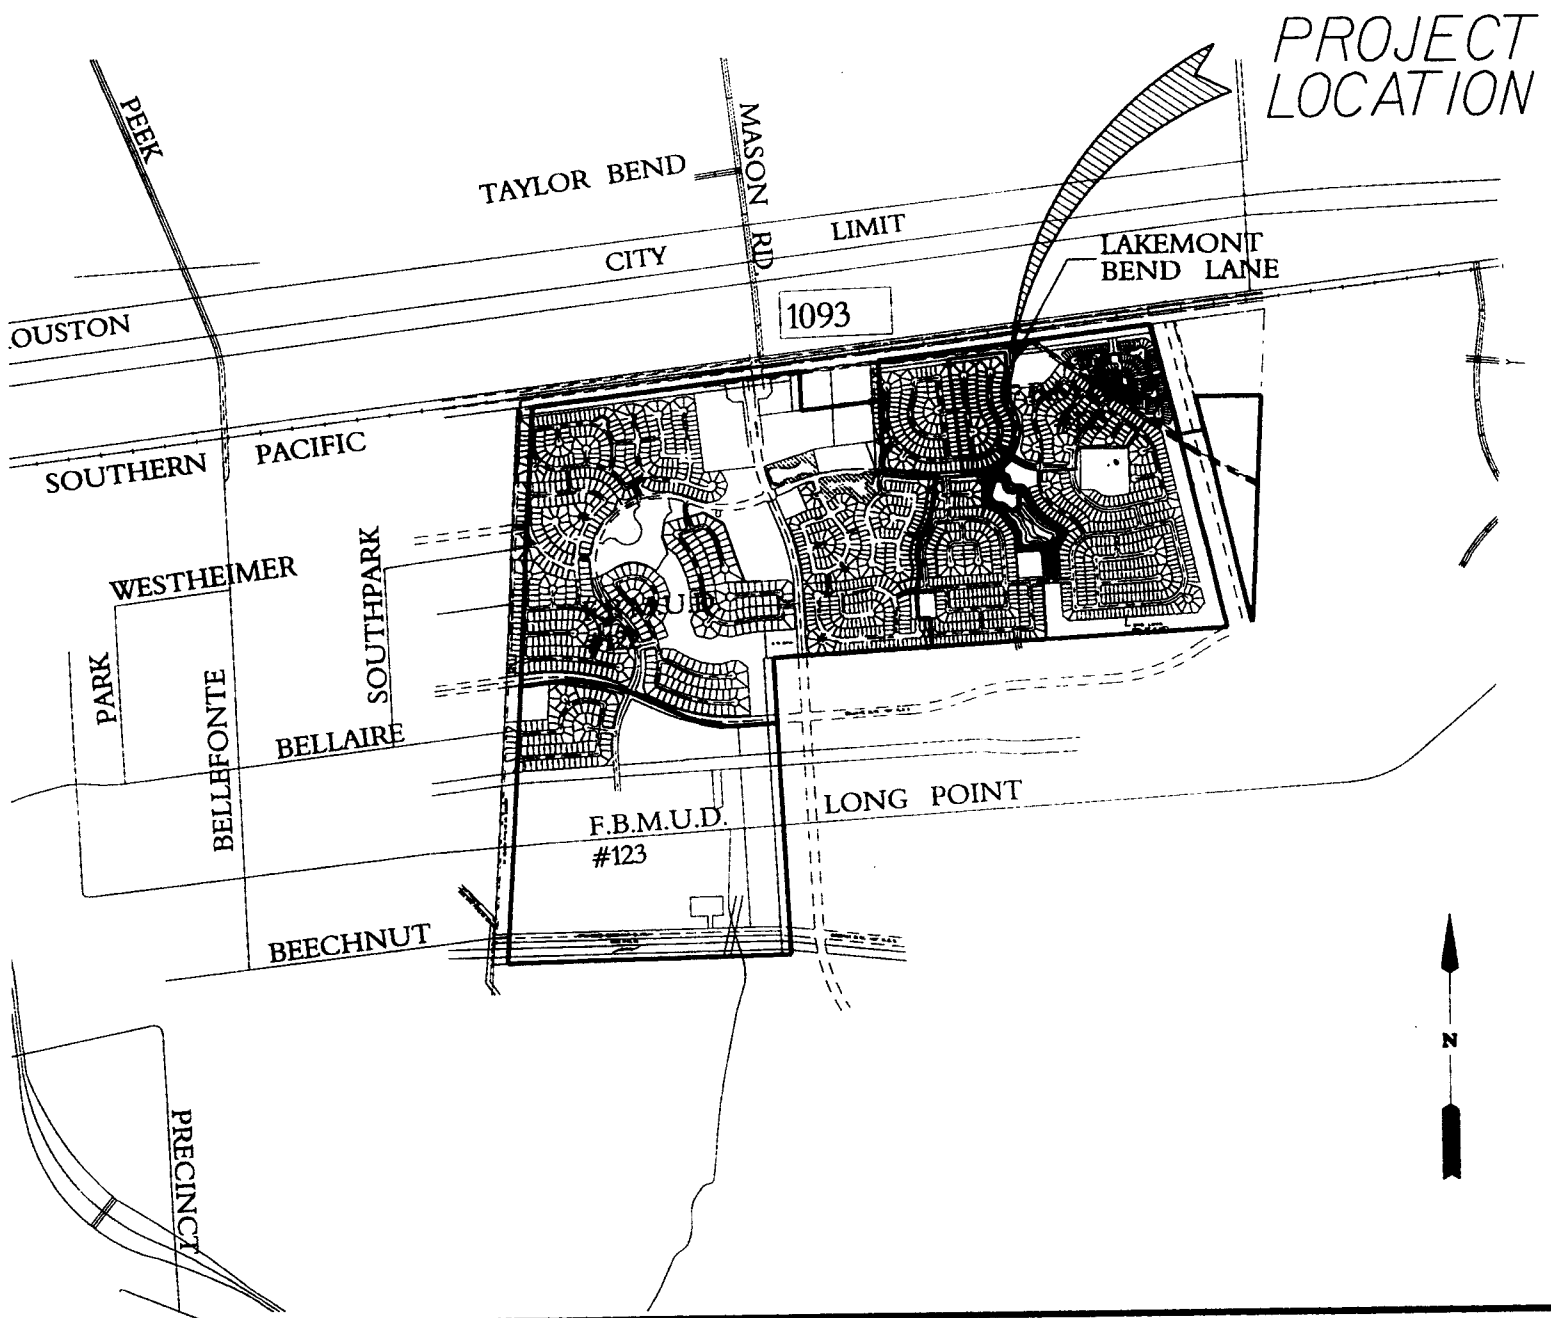 PROJECT
LOCATION
PEEK
MASON RD.
TAYLOR BEND
LIMIT
CITY
LAKEMONT
BEND LANE
OUSTON
1093
SOUTHERN PACIFIC
WESTHEIMER
SOUTHPARK
M.U.D.
PARK
BELLEFONTE
BELLAIRE
LONG POINT
F.B.M.U.D.
#123
BEECHNUT
N
PRECINCT